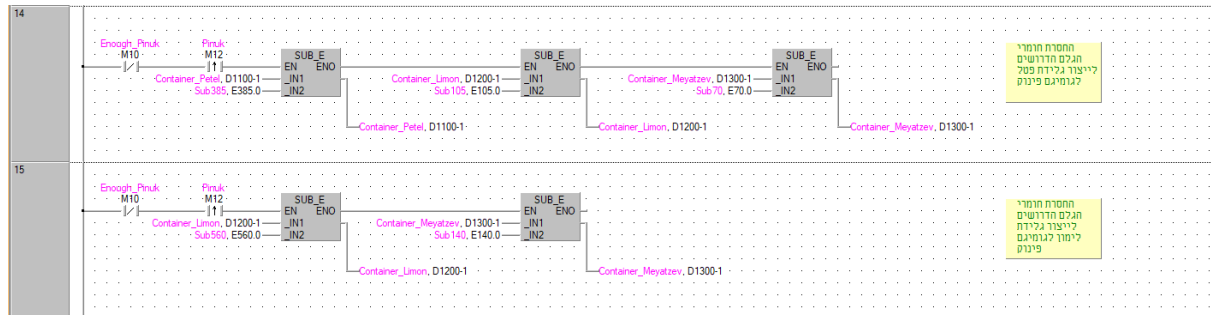 14
Enough_Pinuk Pinuk
M10 M12
SUB_E SUB_E SUB_E
EN ENO EN ENO EN ENO
Container_Petel, D1100-1 _IN1 Container_Limon, D1200-1 _IN1 Container_Meyatzev, D1300-1 _IN1
Sub385, E385.0 _IN2 Sub105, E105.0 _IN2 Sub70, E70.0 _IN2
Container_Petel, D1100-1 Container_Limon, D1200-1 Container_Meyatzev, D1300-1
החסרת חומרי
הגלם הדרושים
לייצור גלידת פטל
לגומיגם פינוק
15
Enough_Pinuk Pinuk
M10 M12
SUB_E SUB_E
EN ENO EN ENO
Container_Limon, D1200-1 _IN1 Container_Meyatzev, D1300-1 _IN1
Sub560, E560.0 _IN2 Sub140, E140.0 _IN2
Container_Limon, D1200-1 Container_Meyatzev, D1300-1
החסרת חומרי
הגלם הדרושים
לייצור גלידת
לימון לגומיגם
פינוק